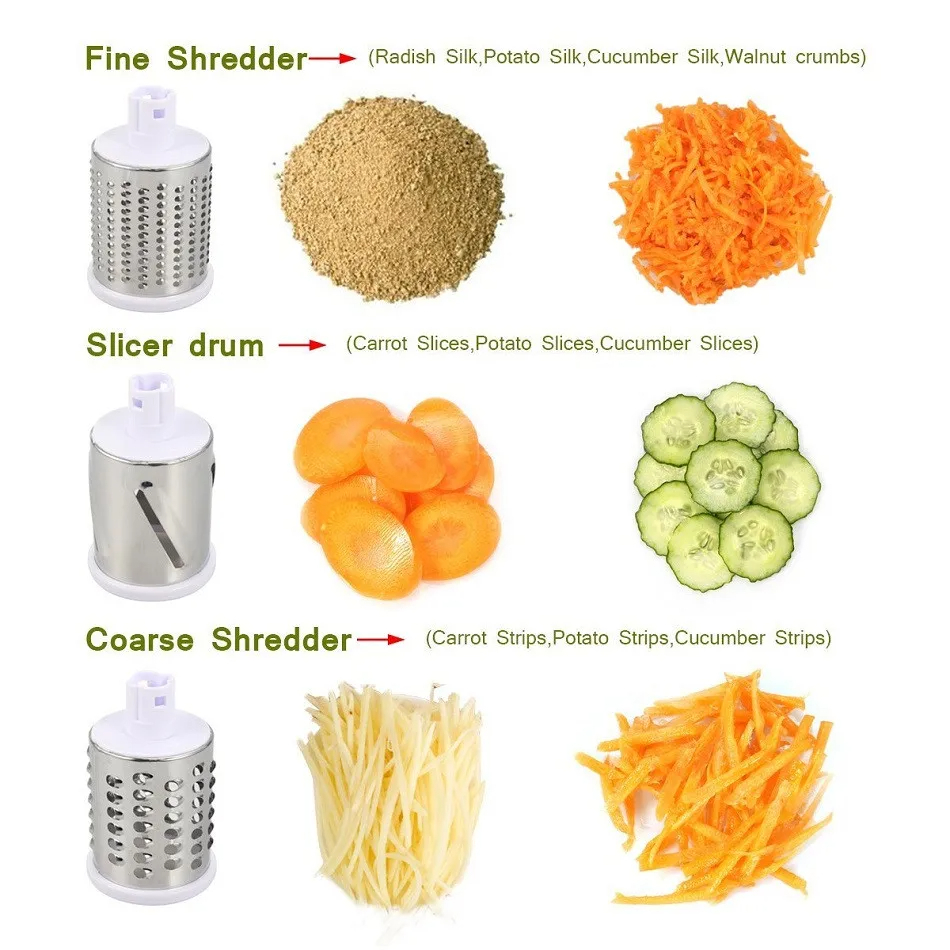 Fine Shredder (Radish Silk,Potato Silk,Cucumber Silk,Walnut crumbs)
Slicer drum (Carrot Slices,Potato Slices,Cucumber Slices)
Coarse Shredder (Carrot Strips,Potato Strips,Cucumber Strips)